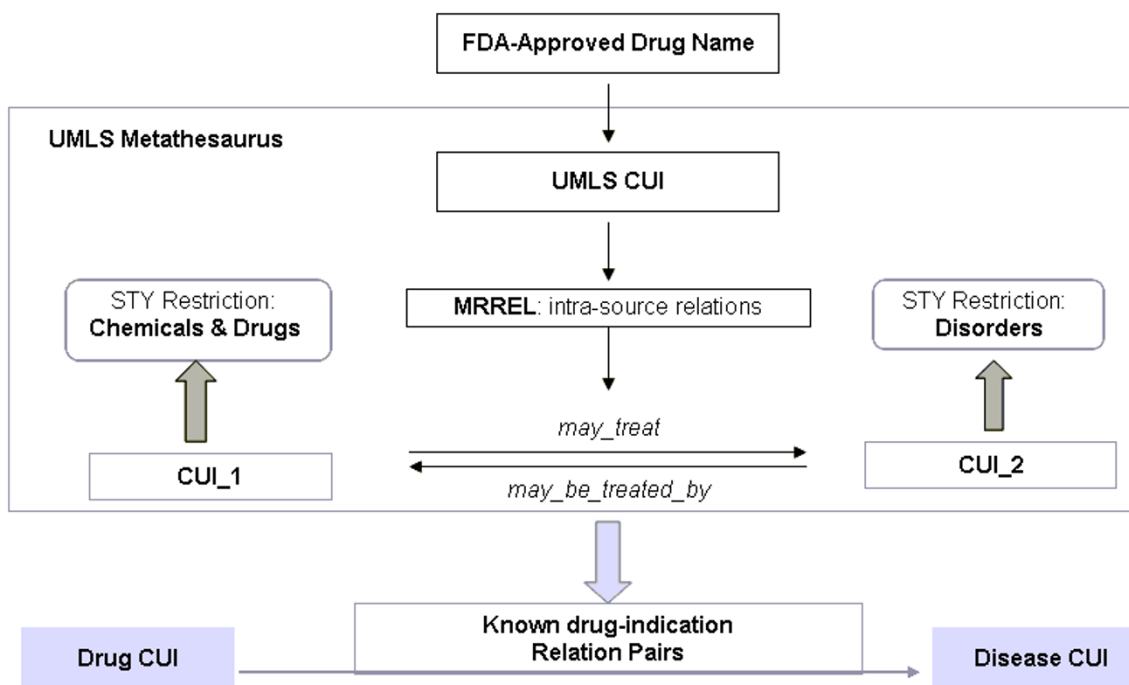 FDA-Approved Drug Name
UMLS Metathesaurus
UMLS CUI
STY Restriction:
Chemicals & Drugs
MRREL: intra-source relations
STY Restriction:
Disorders
may_treat
CUI_1
CUI_2
may_be_treated_by
Known drug-indication
Relation Pairs
Drug CUI
Disease CUI